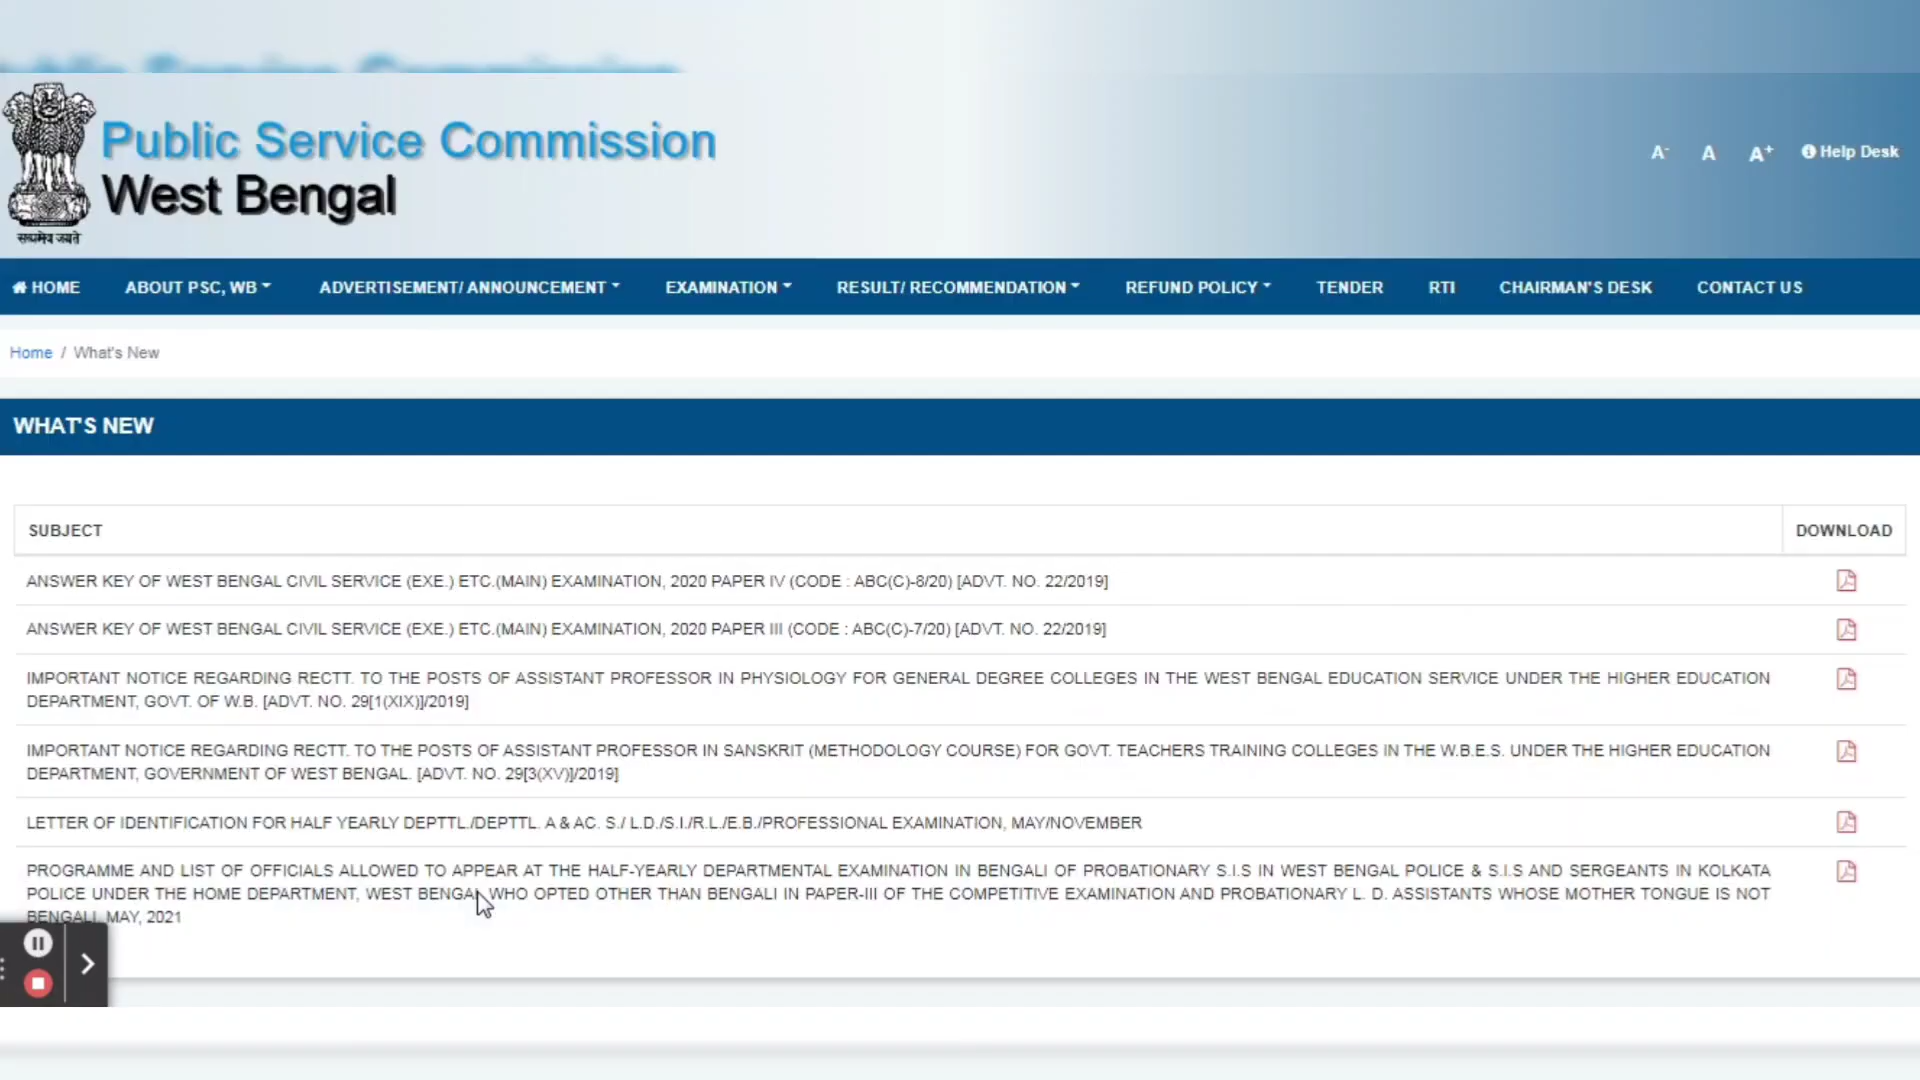 Public Service Commission
West Bengal
सत्यमेव जयते
A- A A+ Help Desk
HOME ABOUT PSC, WB ADVERTISEMENT/ ANNOUNCEMENT EXAMINATION RESULT/ RECOMMENDATION REFUND POLICY TENDER RTI CHAIRMAN'S DESK CONTACT US
Home / What's New
WHAT'S NEW
SUBJECT DOWNLOAD
ANSWER KEY OF WEST BENGAL CIVIL SERVICE (EXE.) ETC.(MAIN) EXAMINATION, 2020 PAPER IV (CODE : ABC(C)-8/20) [ADVT. NO. 22/2019]
ANSWER KEY OF WEST BENGAL CIVIL SERVICE (EXE.) ETC.(MAIN) EXAMINATION, 2020 PAPER III (CODE : ABC(C)-7/20) [ADVT. NO. 22/2019]
IMPORTANT NOTICE REGARDING RECTT. TO THE POSTS OF ASSISTANT PROFESSOR IN PHYSIOLOGY FOR GENERAL DEGREE COLLEGES IN THE WEST BENGAL EDUCATION SERVICE UNDER THE HIGHER EDUCATION
DEPARTMENT, GOVT. OF W.B. [ADVT. NO. 29[1(XIX)]/2019]
IMPORTANT NOTICE REGARDING RECTT. TO THE POSTS OF ASSISTANT PROFESSOR IN SANSKRIT (METHODOLOGY COURSE) FOR GOVT. TEACHERS TRAINING COLLEGES IN THE W.B.E.S. UNDER THE HIGHER EDUCATION
DEPARTMENT, GOVERNMENT OF WEST BENGAL. [ADVT. NO. 29[3(XV)]/2019]
LETTER OF IDENTIFICATION FOR HALF YEARLY DEPTTL./DEPTTL. A & AC. S./ L.D./S.I./R.L./E.B./PROFESSIONAL EXAMINATION, MAY/NOVEMBER
PROGRAMME AND LIST OF OFFICIALS ALLOWED TO APPEAR AT THE HALF-YEARLY DEPARTMENTAL EXAMINATION IN BENGALI OF PROBATIONARY S.I.S IN WEST BENGAL POLICE & S.I.S AND SERGEANTS IN KOLKATA
POLICE UNDER THE HOME DEPARTMENT, WEST BENGAL WHO OPTED OTHER THAN BENGALI IN PAPER-III OF THE COMPETITIVE EXAMINATION AND PROBATIONARY L. D. ASSISTANTS WHOSE MOTHER TONGUE IS NOT
BENGALI, MAY, 2021